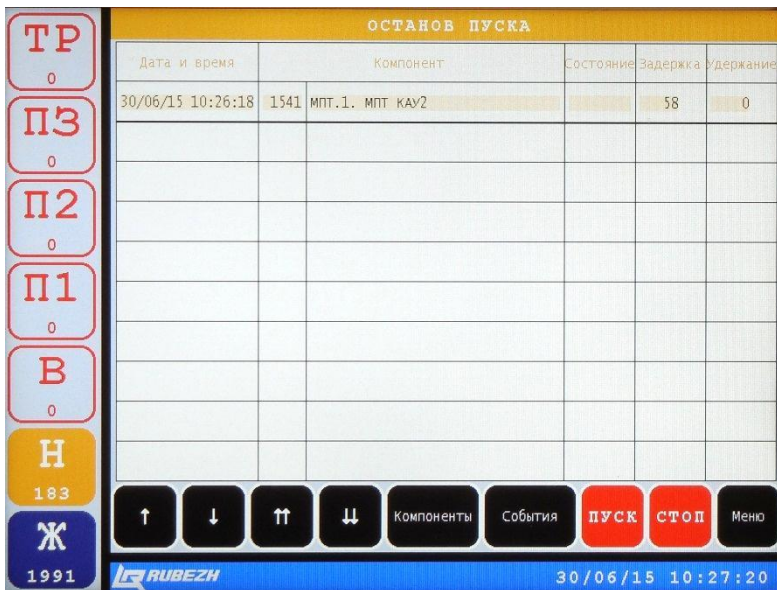 ОСТАНОВ ПУСКА
Дата и время Компонент Состояние Задержка Удержание
30/06/15 10:26:18 1541 МПТ.1. МПТ КАУ2 58 0
ТР
0
П3
0
П2
0
П1
0
В
0
Н
183
Ж
1991
↑ ↓ ⇈ ⇊ Компоненты События ПУСК СТОП Меню
RUBEZH 30/06/15 10:27:20